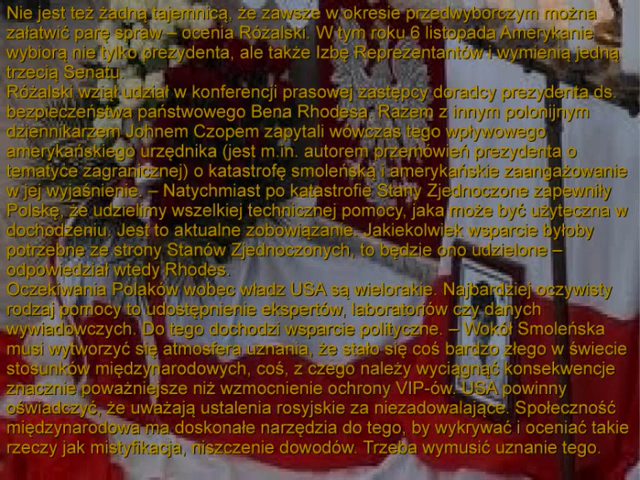 Nie jest też żadną tajemnicą, że zawsze w okresie przedwyborczym można
załatwić parę spraw – ocenia Różalski. W tym roku 6 listopada Amerykanie
wybiorą nie tylko prezydenta, ale także Izbę Reprezentantów i wymienią jedną
trzecią Senatu.
Różalski wziął udział w konferencji prasowej zastępcy doradcy prezydenta ds.
bezpieczeństwa państwowego Bena Rhodesa. Razem z innym polonijnym
dziennikarzem Johnem Czopem zapytali wówczas tego wpływowego
amerykańskiego urzędnika (jest m.in. autorem przemówień prezydenta o
tematyce zagranicznej) o katastrofę smoleńską i amerykańskie zaangażowanie
w jej wyjaśnienie. – Natychmiast po katastrofie Stany Zjednoczone zapewniły
Polskę, że udzielimy wszelkiej technicznej pomocy, jaka może być użyteczna w
dochodzeniu. Jest to aktualne zobowiązanie. Jakiekolwiek wsparcie byłoby
potrzebne ze strony Stanów Zjednoczonych, to będzie ono udzielone –
odpowiedział wtedy Rhodes.
Oczekiwania Polaków wobec władz USA są wielorakie. Najbardziej oczywisty
rodzaj pomocy to udostępnienie ekspertów, laboratoriów czy danych
wywiadowczych. Do tego dochodzi wsparcie polityczne. – Wokół Smoleńska
musi wytworzyć się atmosfera uznania, że stało się coś bardzo złego w świecie
stosunków międzynarodowych, coś, z czego należy wyciągnąć konsekwencje
znacznie poważniejsze niż wzmocnienie ochrony VIP-ów. USA powinny
oświadczyć, że uważają ustalenia rosyjskie za niezadowalające. Społeczność
międzynarodowa ma doskonałe narzędzia do tego, by wykrywać i oceniać takie
rzeczy jak mistyfikacja, niszczenie dowodów. Trzeba wymusić uznanie tego.